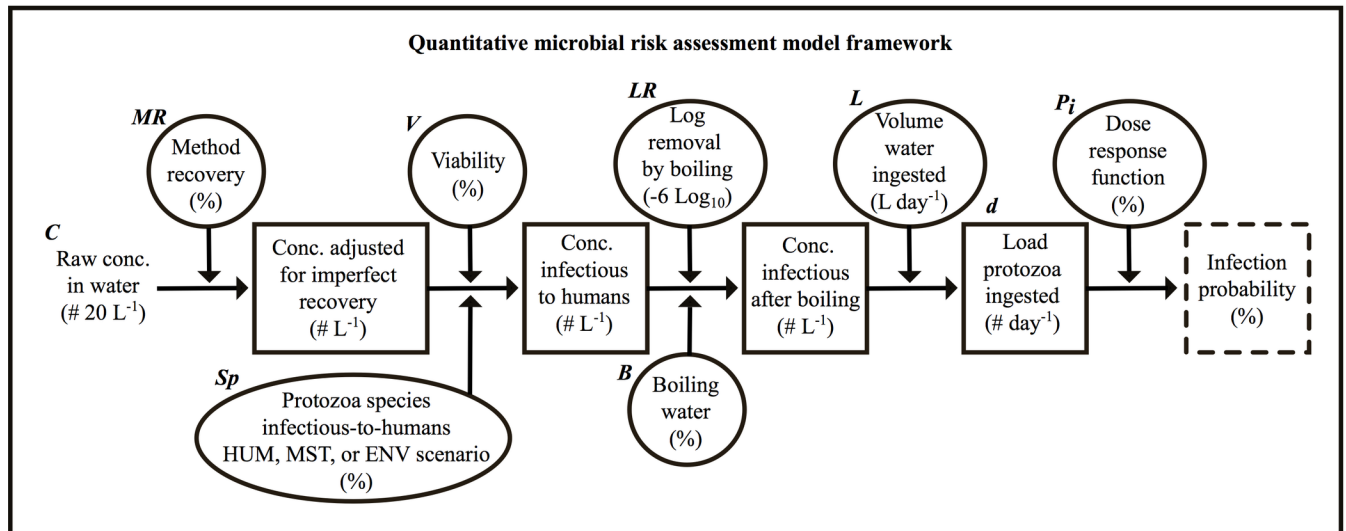 Quantitative microbial risk assessment model framework
MR
Method
recovery
(%)
V
Viability
(%)
LR
Log
removal
by boiling
(-6 Log₁₀)
L
Volume
water
ingested
(L day⁻¹)
Pᵢ
Dose
response
function
(%)
C
Raw conc.
in water
(# 20 L⁻¹)
Conc. adjusted
for imperfect
recovery
(# L⁻¹)
Conc.
infectious
to humans
(# L⁻¹)
Conc.
infectious
after boiling
(# L⁻¹)
d
Load
protozoa
ingested
(# day⁻¹)
Infection
probability
(%)
Sp
Protozoa species
infectious-to-humans
HUM, MST, or ENV scenario
(%)
B
Boiling
water
(%)